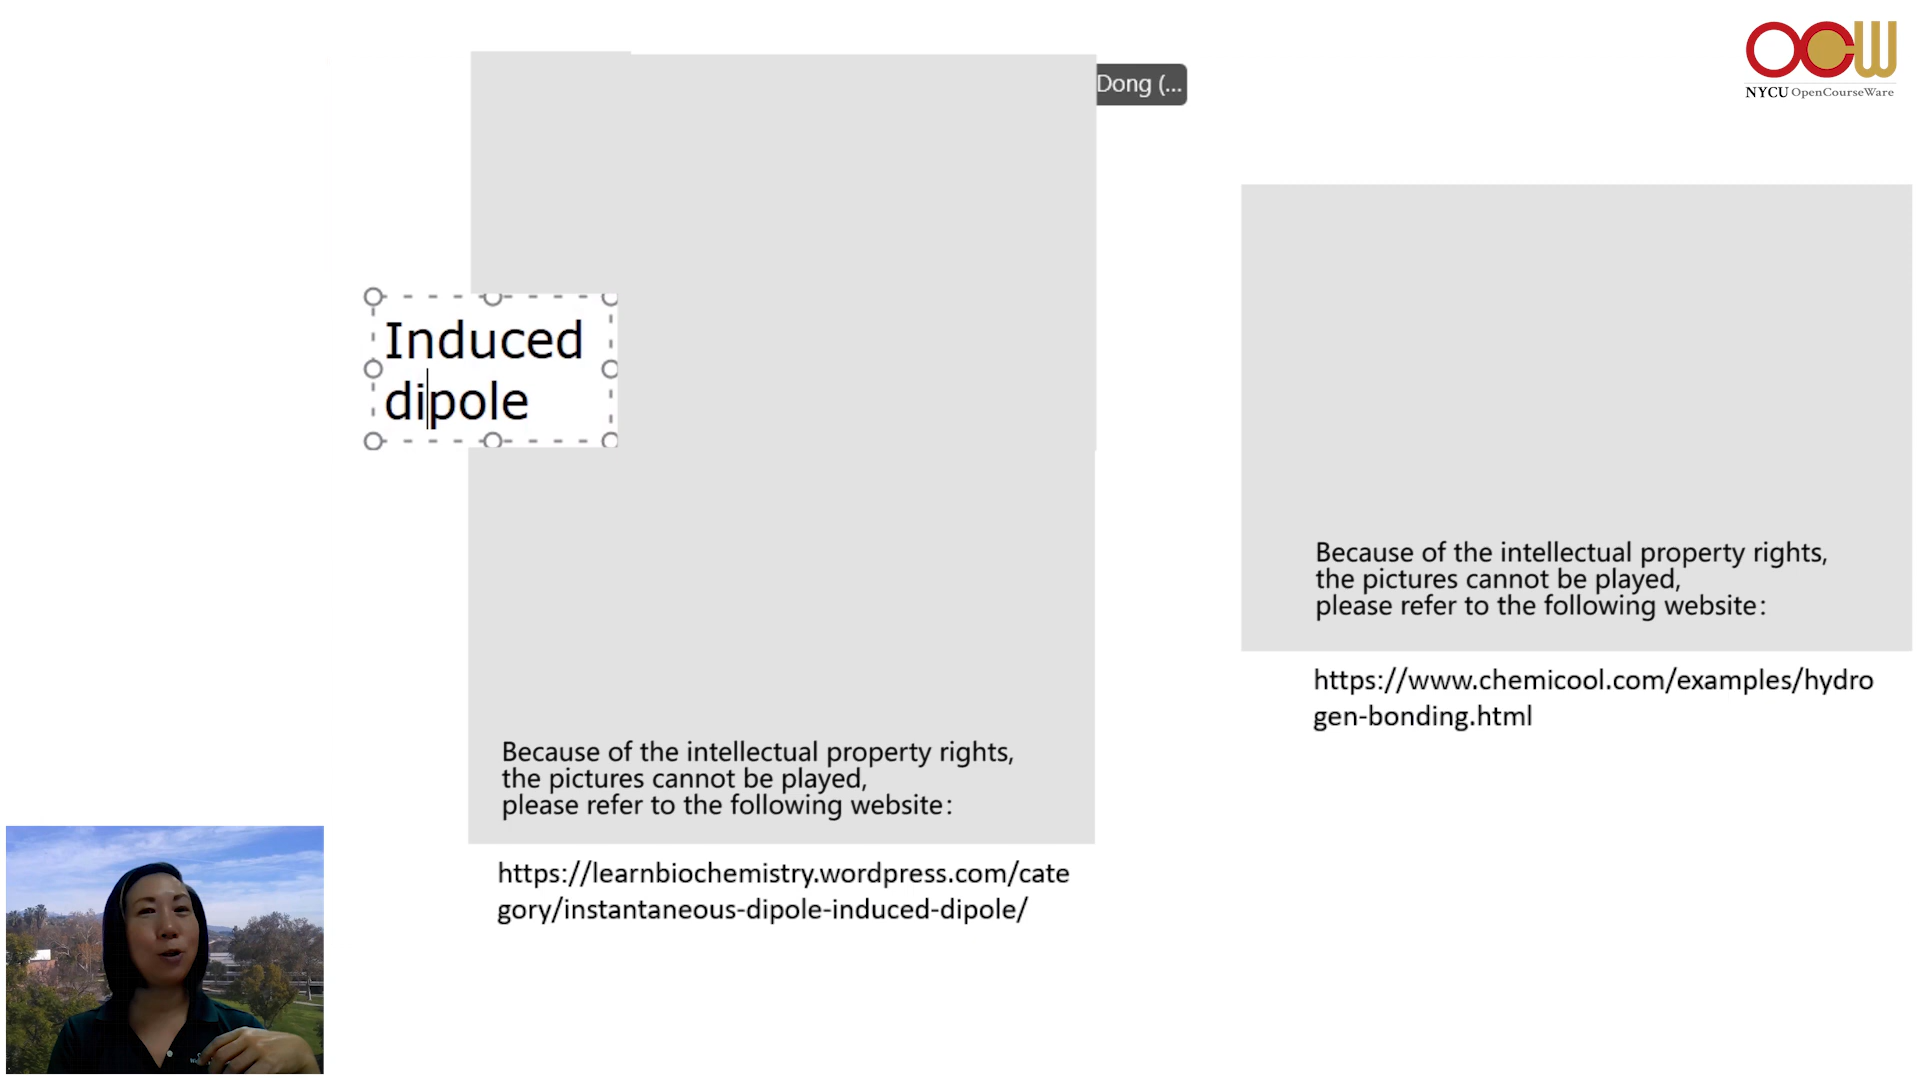 OCW
NYCU OpenCourseWare
Dong (...
Induced
dipole
Because of the intellectual property rights,
the pictures cannot be played,
please refer to the following website:
https://www.chemicool.com/examples/hydro
gen-bonding.html
Because of the intellectual property rights,
the pictures cannot be played,
please refer to the following website:
https://learnbiochemistry.wordpress.com/cate
gory/instantaneous-dipole-induced-dipole/